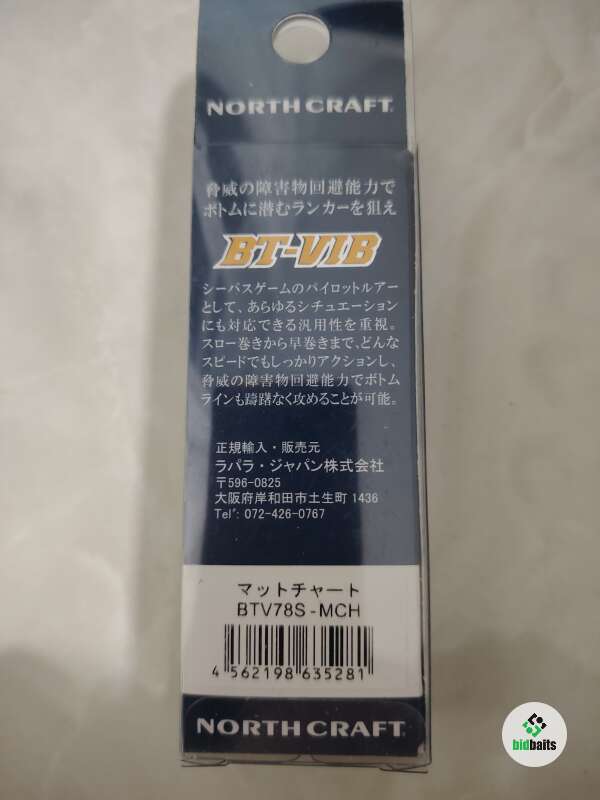 NORTH CRAFT
脅威の障害物回避能力で
ボトムに潜むランカーを狙え
BT-VIB
シーバスゲームのパイロットルアー
として、あらゆるシチュエーション
にも対応できる汎用性を重視。
スロー巻きから早巻きまで、どんな
スピードでもしっかりアクションし、
脅威の障害物回避能力でボトム
ラインも躊躇なく攻めることが可能。
正規輸入・販売元
ラパラ・ジャパン株式会社
〒596-0825
大阪府岸和田市土生町 1436
Tel: 072-426-0767
マットチャート
BTV78S-MCH
4 562198 635281
NORTH CRAFT
bidbaits